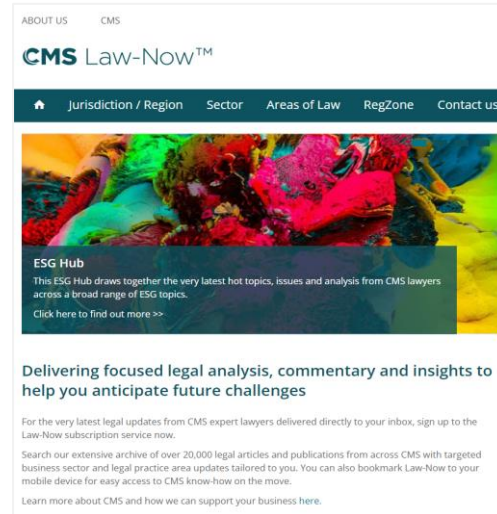 ABOUT US CMS
CMS Law-Now™
Jurisdiction / Region Sector Areas of Law RegZone Contact us
ESG Hub
This ESG Hub draws together the very latest hot topics, issues and analysis from CMS lawyers
across a broad range of ESG topics.
Click here to find out more >>
Delivering focused legal analysis, commentary and insights to
help you anticipate future challenges
For the very latest legal updates from CMS expert lawyers delivered directly to your inbox, sign up to the
Law-Now subscription service now.
Search our extensive archive of over 20,000 legal articles and publications from across CMS with targeted
business sector and legal practice area updates tailored to you. You can also bookmark Law-Now to your
mobile device for easy access to CMS know-how on the move.
Learn more about CMS and how we can support your business here.